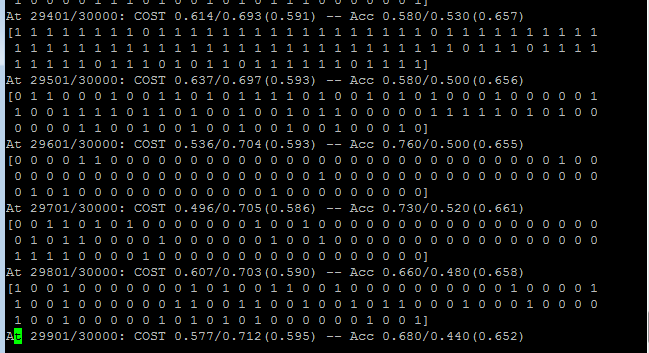 At 29401/30000: COST 0.614/0.693(0.591) -- Acc 0.580/0.530(0.657)
[1 1 1 1 1 1 1 1 1 1 1 1 1 1 1 1 1 1 1 1 1 1 1 1 1 1 0 1 1 1 1 1 1 1 1 1 1
1 1 1 1 1 1 1 1 1 1 1 1 1 1 1 1 1 1 1 1 1 1 1 1 1 1 1 0 1 1 1 0 1 1 1 1 1
1 1 1 1 1 0 1 1 1 0 1 0 1 1 0 1 1 1 1 1 1 0 1 1 1 1]
At 29501/30000: COST 0.637/0.697(0.593) -- Acc 0.580/0.500(0.656)
[0 1 1 0 0 0 1 0 0 1 1 0 1 0 1 1 1 1 0 1 0 0 1 0 1 0 1 0 0 0 1 0 0 0 0 0 1
1 0 0 1 1 1 1 0 1 1 0 1 0 0 1 0 0 1 0 1 1 0 0 0 0 0 1 1 1 1 1 0 1 0 1 0 0
0 0 0 0 1 1 0 0 1 0 0 1 0 0 1 0 0 1 0 0 1 0 0 0 1 0]
At 29601/30000: COST 0.536/0.704(0.593) -- Acc 0.760/0.500(0.655)
[0 0 0 0 1 1 0 0 0 0 0 0 0 0 0 0 0 0 0 0 0 0 0 0 0 0 0 0 0 0 0 0 0 0 1 0 0
0 0 0 0 0 0 0 0 0 0 0 0 0 0 0 0 0 0 0 1 0 0 0 0 0 0 0 0 0 0 0 0 0 0 0 0 0
0 1 0 1 0 0 0 0 0 0 0 0 0 0 0 0 1 0 0 0 0 0 0 0 0 0]
At 29701/30000: COST 0.496/0.705(0.586) -- Acc 0.730/0.520(0.661)
[0 0 1 1 0 1 0 1 0 0 0 0 0 0 0 1 0 0 1 0 0 0 0 0 0 0 0 0 0 0 0 0 0 0 0 0 0
0 1 0 1 1 0 0 0 0 0 0 0 0 0 0 0 1 0 0 1 0 0 0 0 0 0 0 0 0 0 0 0 0 0 0 0 0
1 1 1 1 0 0 0 0 1 0 0 0 0 0 0 0 0 0 0 0 0 0 0 0 0 0]
At 29801/30000: COST 0.607/0.703(0.590) -- Acc 0.660/0.480(0.658)
[1 0 0 1 0 0 0 0 0 0 1 0 1 0 0 1 1 0 0 1 0 0 0 0 0 0 0 0 0 0 0 1 0 0 0 0 1
1 0 0 1 0 0 0 0 0 0 1 1 0 0 1 1 0 0 1 0 0 1 0 1 1 0 0 0 1 0 0 0 1 0 0 0 0
1 0 0 1 0 0 0 0 0 1 0 1 0 1 0 1 0 0 0 0 0 0 1 0 0 1]
At 29901/30000: COST 0.577/0.712(0.595) -- Acc 0.680/0.440(0.652)